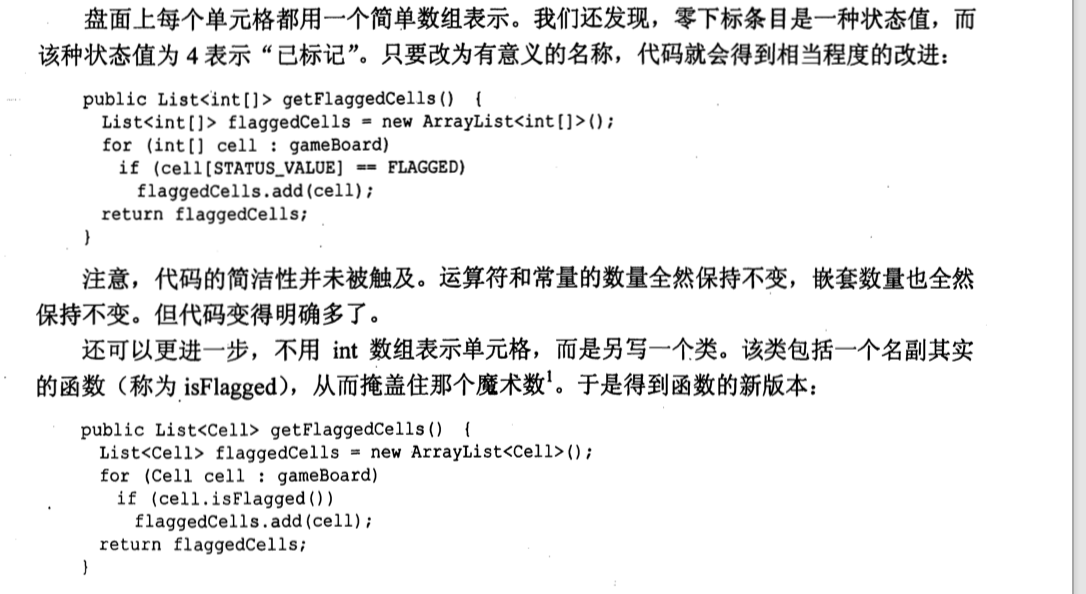 盘面上每个单元格都用一个简单数组表示。我们还发现，零下标条目是一种状态值，而
该种状态值为 4 表示“已标记”。只要改为有意义的名称，代码就会得到相当程度的改进：
public List<int[]> getFlaggedCells() {
List<int[]> flaggedCells = new ArrayList<int[]>();
for (int[] cell : gameBoard)
if (cell[STATUS_VALUE] == FLAGGED)
flaggedCells.add(cell);
return flaggedCells;
}
注意，代码的简洁性并未被触及。运算符和常量的数量全然保持不变，嵌套数量也全然
保持不变。但代码变得明确多了。
还可以更进一步，不用 int 数组表示单元格，而是另写一个类。该类包括一个名副其实
的函数（称为 isFlagged），从而掩盖住那个魔术数¹。于是得到函数的新版本：
public List<Cell> getFlaggedCells() {
List<Cell> flaggedCells = new ArrayList<Cell>();
for (Cell cell : gameBoard)
if (cell.isFlagged())
flaggedCells.add(cell);
return flaggedCells;
}